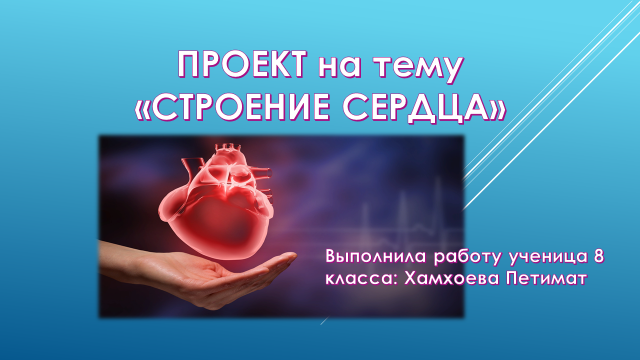 ПРОЕКТ на тему
«СТРОЕНИЕ СЕРДЦА»
Выполнила работу ученица 8
класса: Хамхоева Петимат